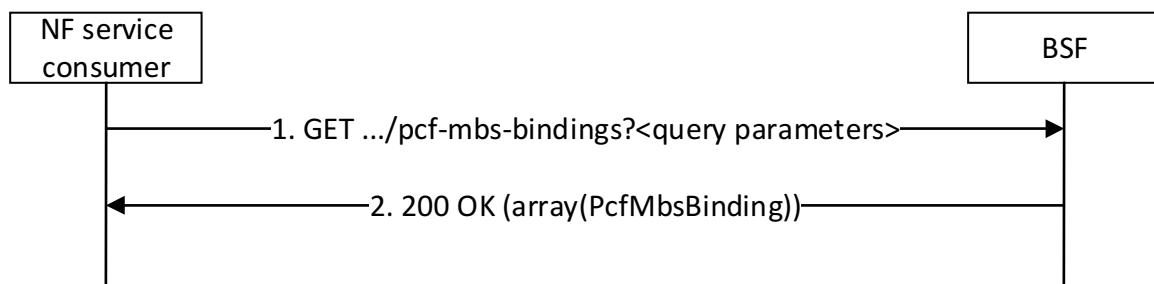 NF service
consumer
BSF
1. GET .../pcf-mbs-bindings?<query parameters>
2. 200 OK (array(PcfMbsBinding))